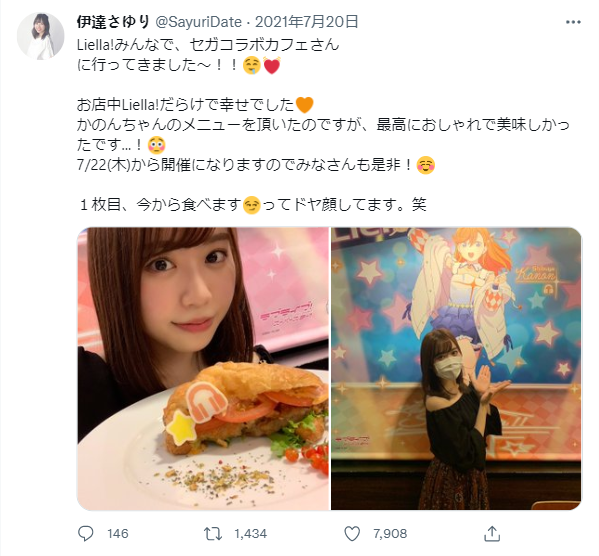 伊達さゆり @SayuriDate · 2021年7月20日
Liella!みんなで、セガコラボカフェさん
に行ってきました〜！！🤤💓
お店中Liella!だらけで幸せでした🧡
かのんちゃんのメニューを頂いたのですが、最高におしゃれで美味しかっ
たです...！😳
7/22(木)から開催になりますのでみなさんも是非！☺️
１枚目、今から食べます😏ってドヤ顔してます。笑
Kanon
146
1,434
7,908